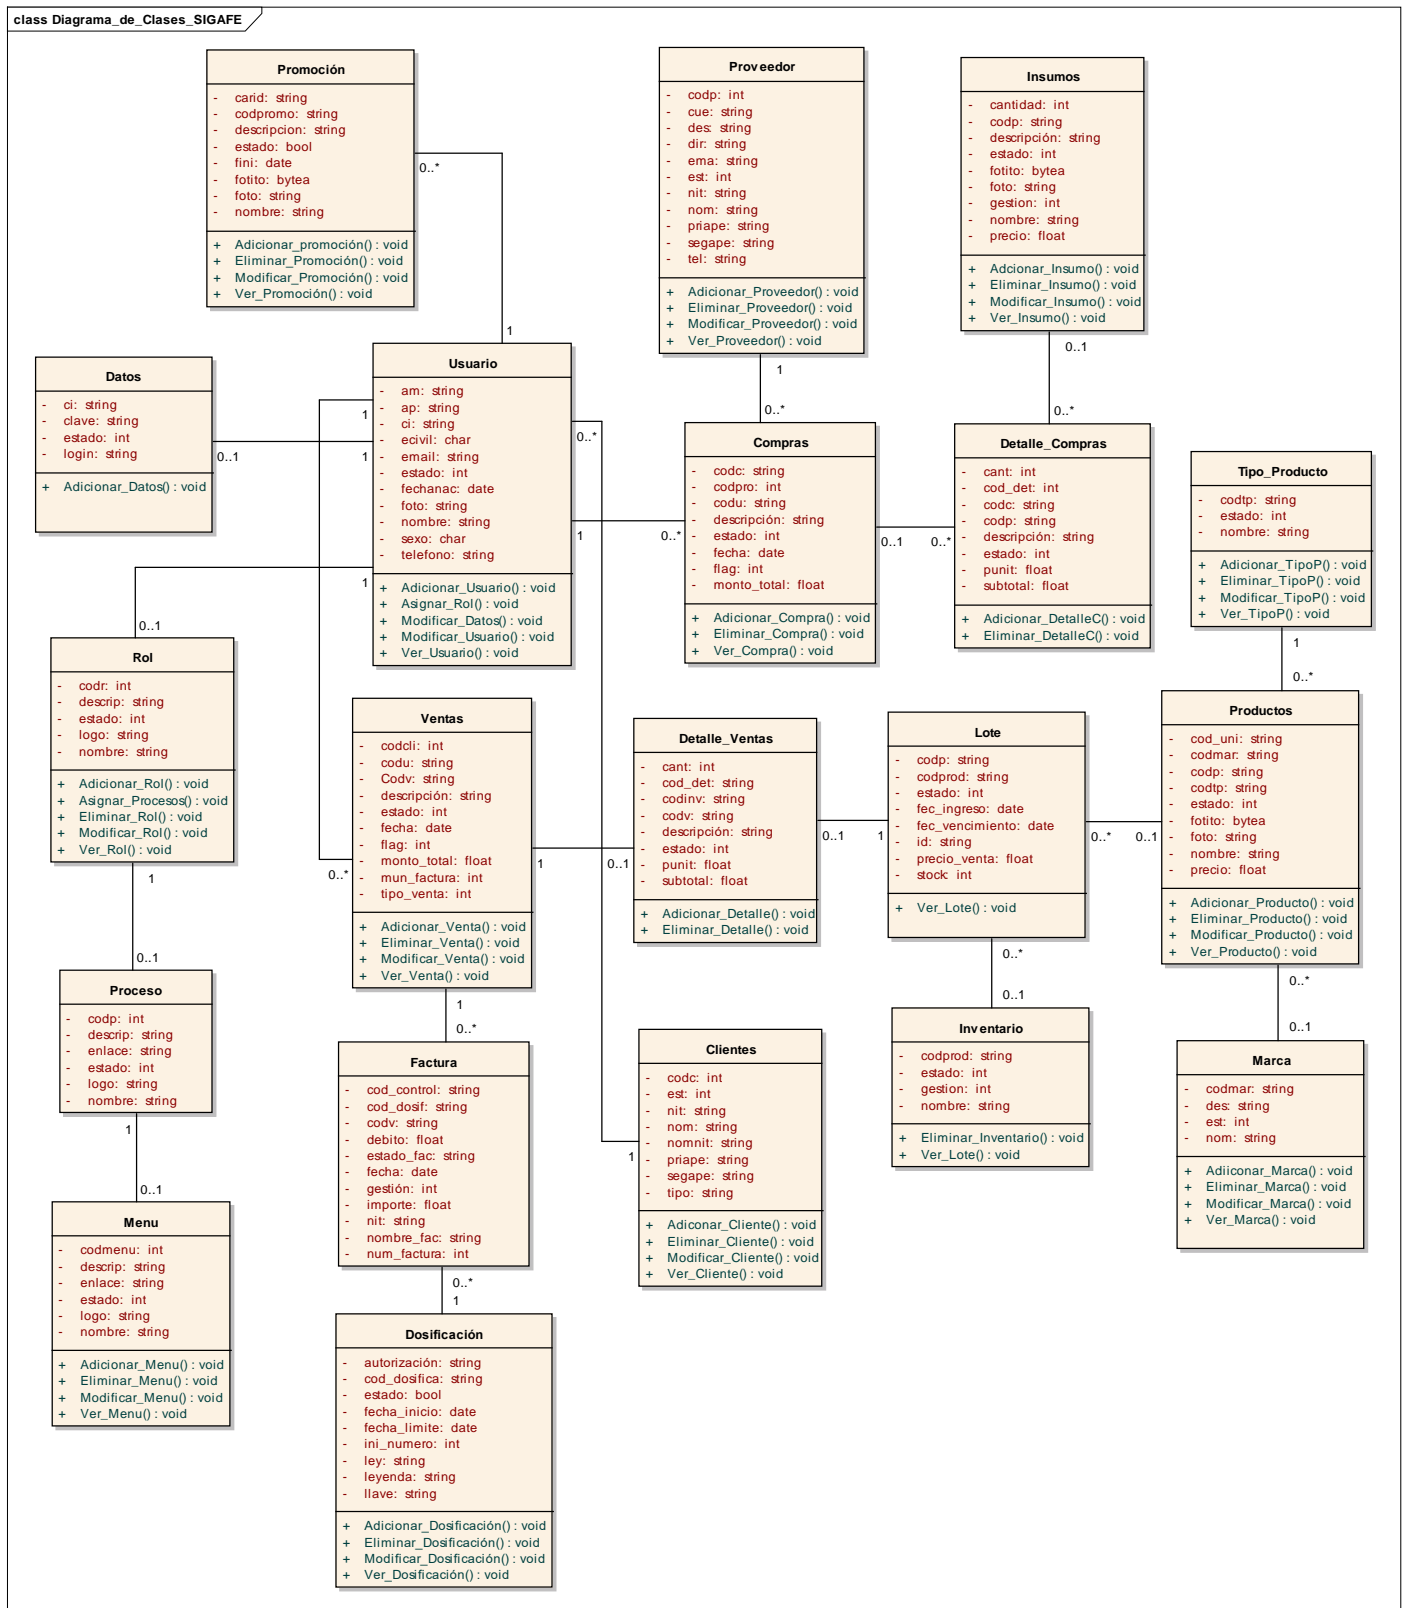 class Diagrama_de_Clases_SIGAFE
Promoción
- carid: string
- codpromo: string
- descripcion: string
- estado: bool
- fini: date
- fotito: bytea
- foto: string
- nombre: string
+ Adicionar_promoción() : void
+ Eliminar_Promoción() : void
+ Modificar_Promoción() : void
+ Ver_Promoción() : void
0..*
1
Proveedor
- codp: int
- cue: string
- des: string
- dir: string
- ema: string
- est: int
- nit: string
- nom: string
- priape: string
- segape: string
- tel: string
+ Adicionar_Proveedor() : void
+ Eliminar_Proveedor() : void
+ Modificar_Proveedor() : void
+ Ver_Proveedor() : void
1
0..*
Insumos
- cantidad: int
- codp: string
- descripción: string
- estado: int
- fotito: bytea
- foto: string
- gestion: int
- nombre: string
- precio: float
+ Adcionar_Insumo() : void
+ Eliminar_Insumo() : void
+ Modificar_Insumo() : void
+ Ver_Insumo() : void
0..1
0..*
Datos
- ci: string
- clave: string
- estado: int
- login: string
+ Adicionar_Datos() : void
0..1
1
Usuario
- am: string
- ap: string
- ci: string
- ecivil: char
- email: string
- estado: int
- fechanac: date
- foto: string
- nombre: string
- sexo: char
- telefono: string
+ Adicionar_Usuario() : void
+ Asignar_Rol() : void
+ Modificar_Datos() : void
+ Modificar_Usuario() : void
+ Ver_Usuario() : void
1
0..*
1
0..*
1
0..1
Compras
- codc: string
- codpro: int
- codu: string
- descripción: string
- estado: int
- fecha: date
- flag: int
- monto_total: float
+ Adicionar_Compra() : void
+ Eliminar_Compra() : void
+ Ver_Compra() : void
0..1
0..*
Detalle_Compras
- cant: int
- cod_det: int
- codc: string
- codp: string
- descripción: string
- estado: int
- punit: float
- subtotal: float
+ Adicionar_DetalleC() : void
+ Eliminar_DetalleC() : void
Tipo_Producto
- codtp: string
- estado: int
- nombre: string
+ Adicionar_TipoP() : void
+ Eliminar_TipoP() : void
+ Modificar_TipoP() : void
+ Ver_TipoP() : void
1
0..*
Rol
- codr: int
- descrip: string
- estado: int
- logo: string
- nombre: string
+ Adicionar_Rol() : void
+ Asignar_Procesos() : void
+ Eliminar_Rol() : void
+ Modificar_Rol() : void
+ Ver_Rol() : void
1
0..1
Ventas
- codcli: int
- codu: string
- Codv: string
- descripción: string
- estado: int
- fecha: date
- flag: int
- monto_total: float
- mun_factura: int
- tipo_venta: int
+ Adicionar_Venta() : void
+ Eliminar_Venta() : void
+ Modificar_Venta() : void
+ Ver_Venta() : void
0..*
1
0..1
1
0..*
Detalle_Ventas
- cant: int
- cod_det: string
- codinv: string
- codv: string
- descripción: string
- estado: int
- punit: float
- subtotal: float
+ Adicionar_Detalle() : void
+ Eliminar_Detalle() : void
0..1
1
Lote
- codp: string
- codprod: string
- estado: int
- fec_ingreso: date
- fec_vencimiento: date
- id: string
- precio_venta: float
- stock: int
+ Ver_Lote() : void
0..*
0..1
0..*
0..1
Productos
- cod_uni: string
- codmar: string
- codp: string
- codtp: string
- estado: int
- fotito: bytea
- foto: string
- nombre: string
- precio: float
+ Adicionar_Producto() : void
+ Eliminar_Producto() : void
+ Modificar_Producto() : void
+ Ver_Producto() : void
0..*
0..1
Proceso
- codp: int
- descrip: string
- enlace: string
- estado: int
- logo: string
- nombre: string
1
0..1
Factura
- cod_control: string
- cod_dosif: string
- codv: string
- debito: float
- estado_fac: string
- fecha: date
- gestión: int
- importe: float
- nit: string
- nombre_fac: string
- num_factura: int
0..*
1
Clientes
- codc: int
- est: int
- nit: string
- nom: string
- nomnit: string
- priape: string
- segape: string
- tipo: string
+ Adiconar_Cliente() : void
+ Eliminar_Cliente() : void
+ Modificar_Cliente() : void
+ Ver_Cliente() : void
1
Inventario
- codprod: string
- estado: int
- gestion: int
- nombre: string
+ Eliminar_Inventario() : void
+ Ver_Lote() : void
Marca
- codmar: string
- des: string
- est: int
- nom: string
+ Adiiconar_Marca() : void
+ Eliminar_Marca() : void
+ Modificar_Marca() : void
+ Ver_Marca() : void
Menu
- codmenu: int
- descrip: string
- enlace: string
- estado: int
- logo: string
- nombre: string
+ Adicionar_Menu() : void
+ Eliminar_Menu() : void
+ Modificar_Menu() : void
+ Ver_Menu() : void
Dosificación
- autorización: string
- cod_dosifica: string
- estado: bool
- fecha_inicio: date
- fecha_limite: date
- ini_numero: int
- ley: string
- leyenda: string
- llave: string
+ Adicionar_Dosificación() : void
+ Eliminar_Dosificación() : void
+ Modificar_Dosificación() : void
+ Ver_Dosificación() : void